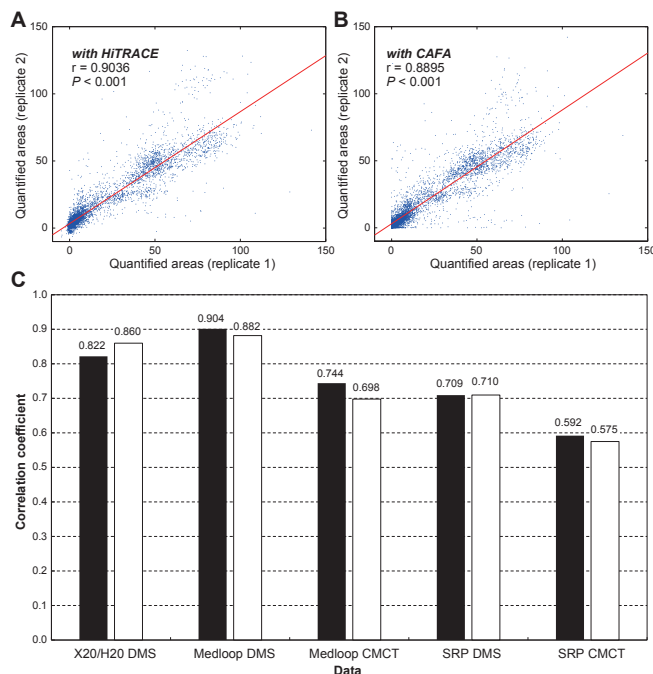 A
with HiTRACE
r = 0.9036
P < 0.001
150
100
50
0
Quantified areas (replicate 2)
0 50 100 150
Quantified areas (replicate 1)
B
with CAFA
r = 0.8895
P < 0.001
150
100
50
0
Quantified areas (replicate 2)
0 50 100 150
Quantified areas (replicate 1)
C
1.0
0.9
0.8
0.7
0.6
0.5
0.4
0.3
0.2
0.1
0.0
Correlation coefficient
0.822 0.860 0.904 0.882 0.744 0.698 0.709 0.710 0.592 0.575
X20/H20 DMS Medloop DMS Medloop CMCT SRP DMS SRP CMCT
Data